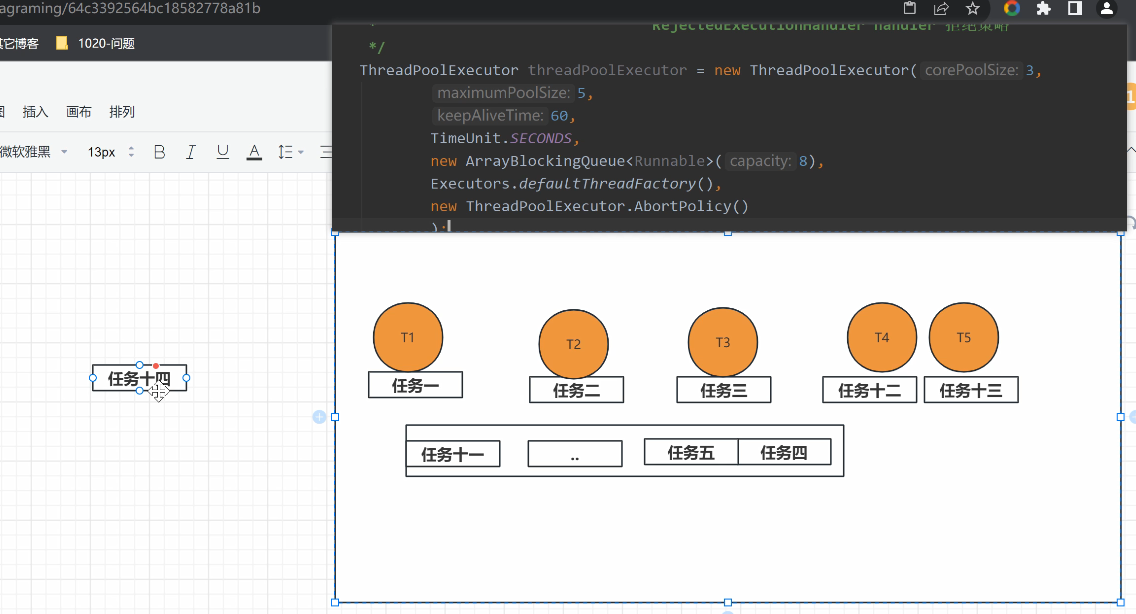 agraming/64c3392564bc18582778a81b
其它博客 1020-问题
RejectedExecutionHandler handler 拒绝策略
*/
ThreadPoolExecutor threadPoolExecutor = new ThreadPoolExecutor( corePoolSize: 3,
maximumPoolSize: 5,
keepAliveTime: 60,
TimeUnit.SECONDS,
new ArrayBlockingQueue<Runnable>( capacity: 8),
Executors.defaultThreadFactory(),
new ThreadPoolExecutor.AbortPolicy()
);
插入 画布 排列
微软雅黑 13px B I U A
T1 T2 T3 T4 T5
任务一 任务二 任务三 任务十二 任务十三
任务十四
任务十一 .. 任务五 任务四